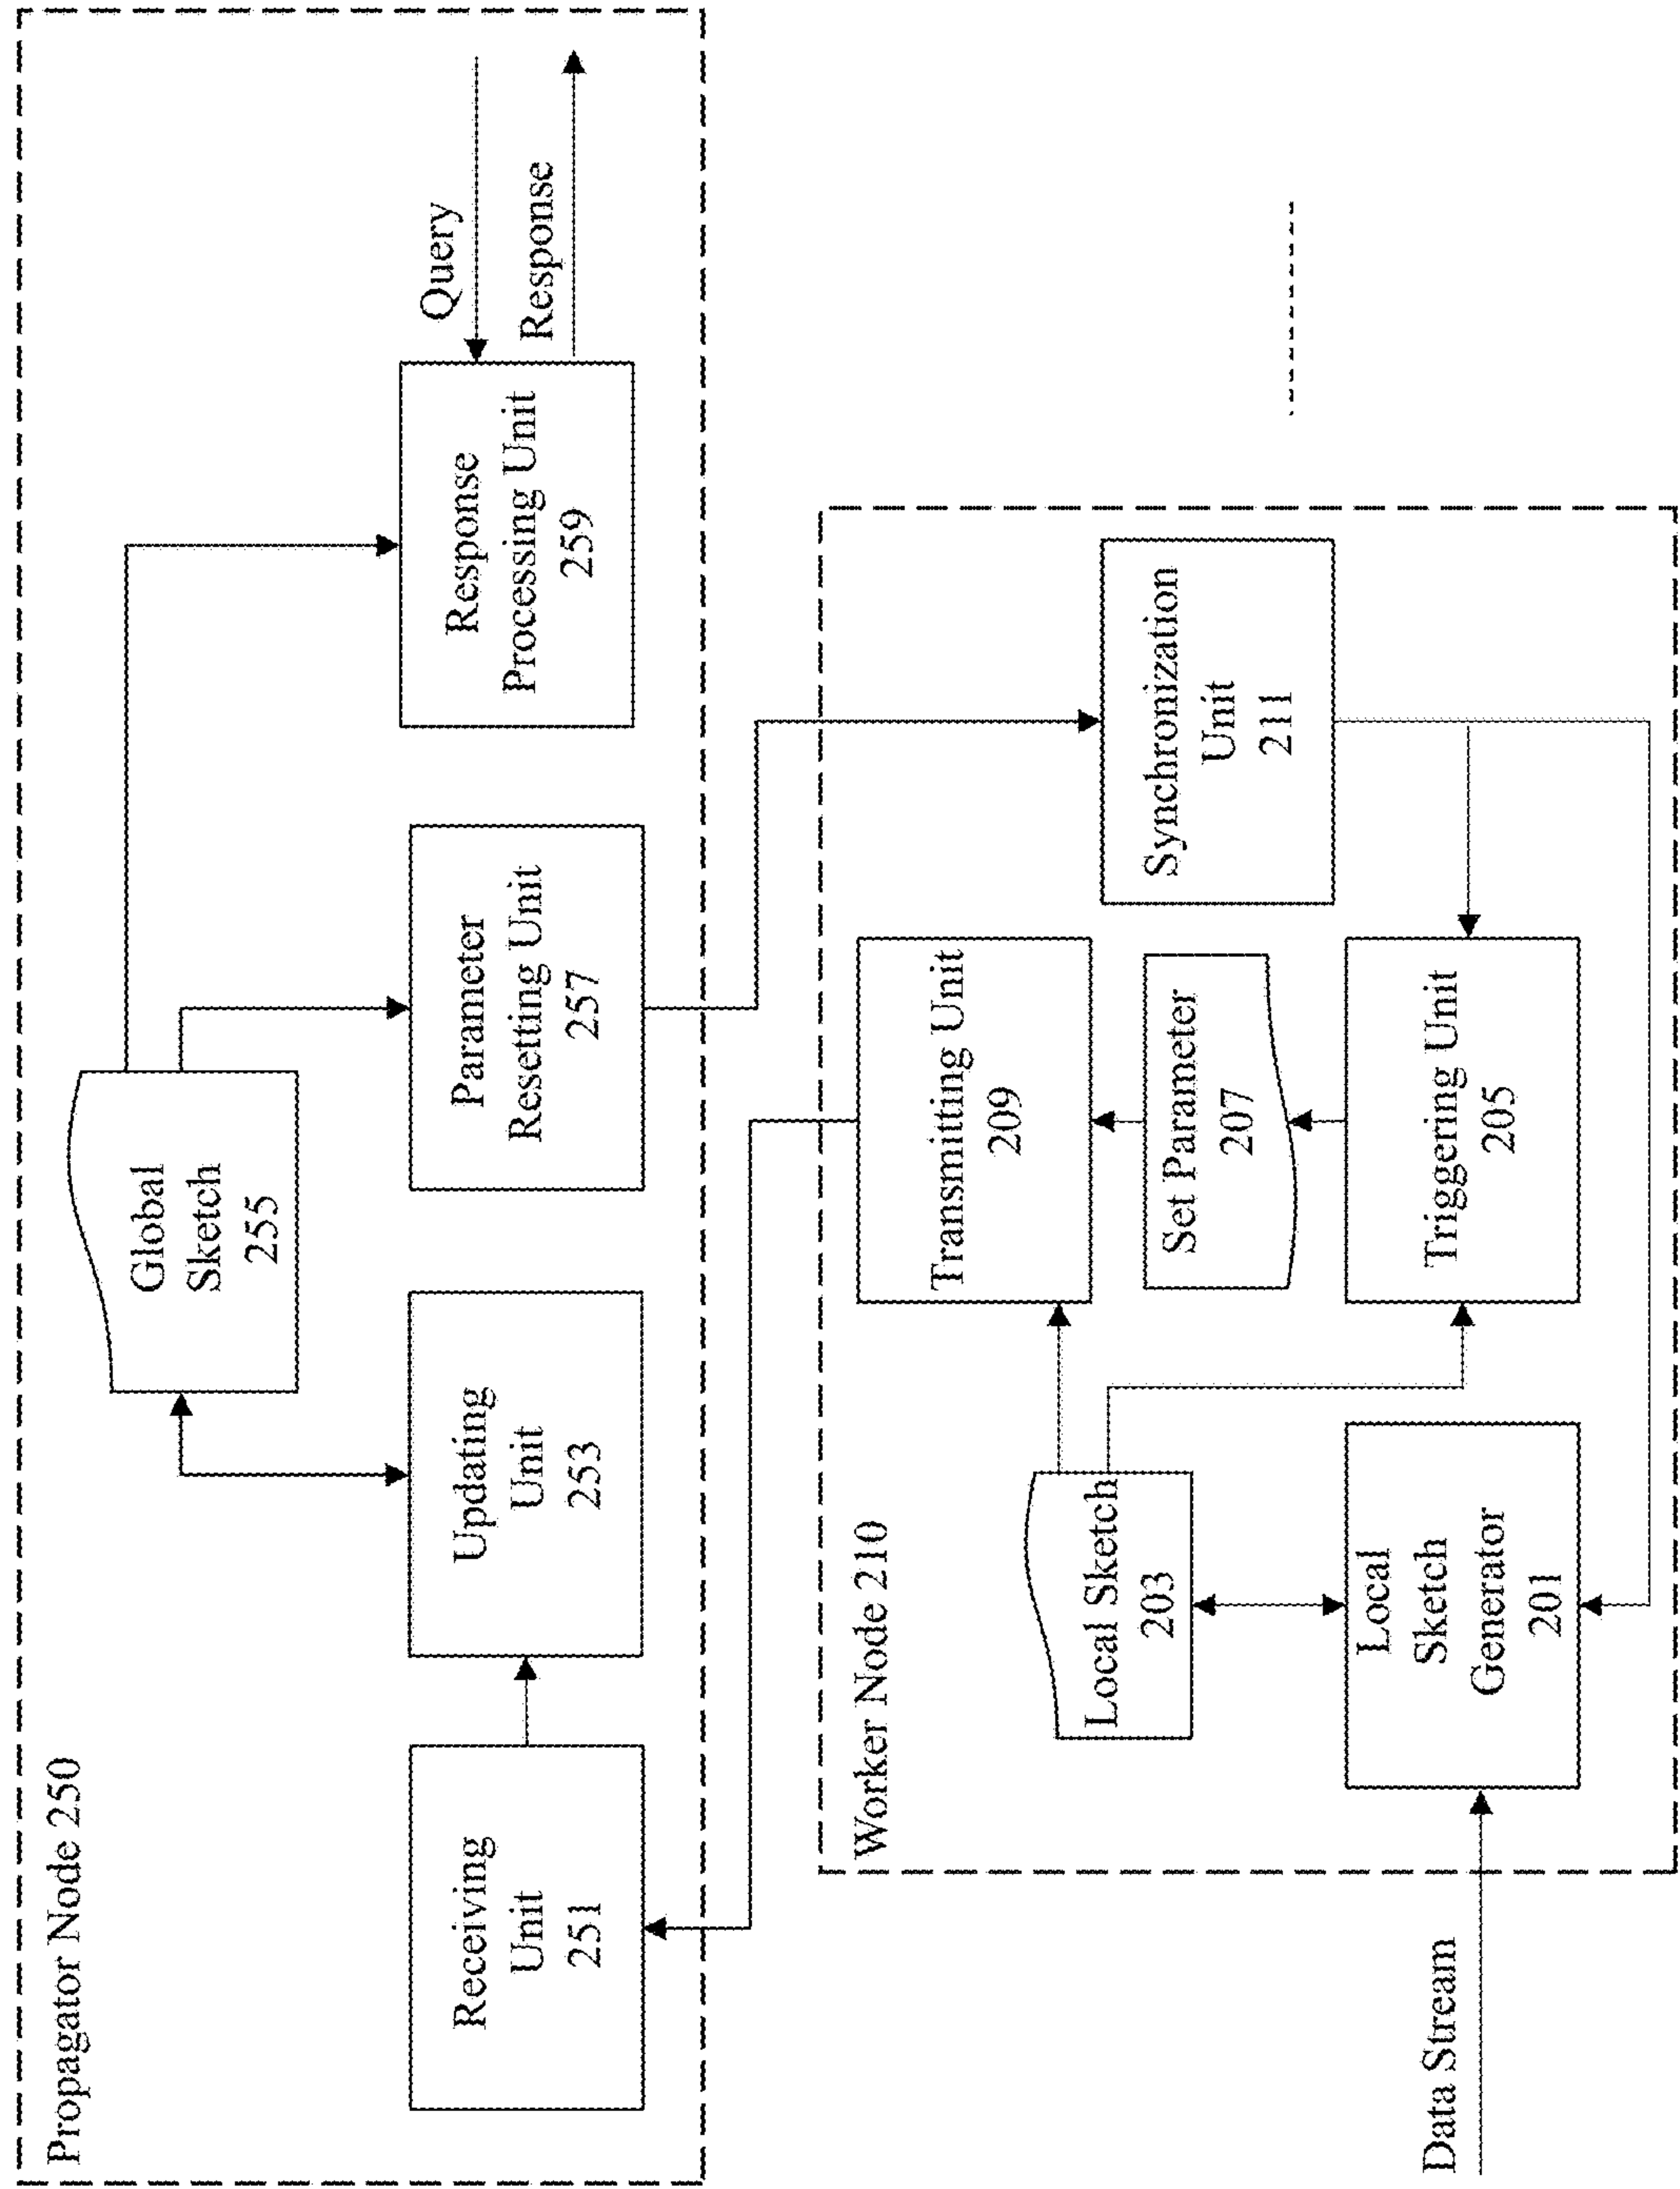 Propagator Node 250
Global
Sketch
255
Receiving
Unit
251
Updating
Unit
253
Parameter
Resetting Unit
257
Response
Processing Unit
259
Query
Response
Worker Node 210
Local Sketch
203
Transmitting Unit
209
Set Parameter
207
Synchronization
Unit
211
Local
Sketch
Generator
201
Triggering Unit
205
Data Stream